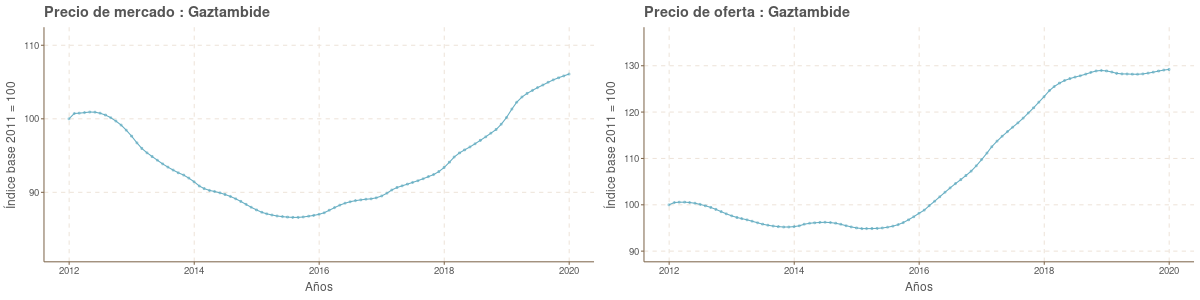 Precio de mercado : Gaztambide
Índice base 2011 = 100
110
100
90
2012 2014 2016 2018 2020
Años
Precio de oferta : Gaztambide
Índice base 2011 = 100
130
120
110
100
90
2012 2014 2016 2018 2020
Años